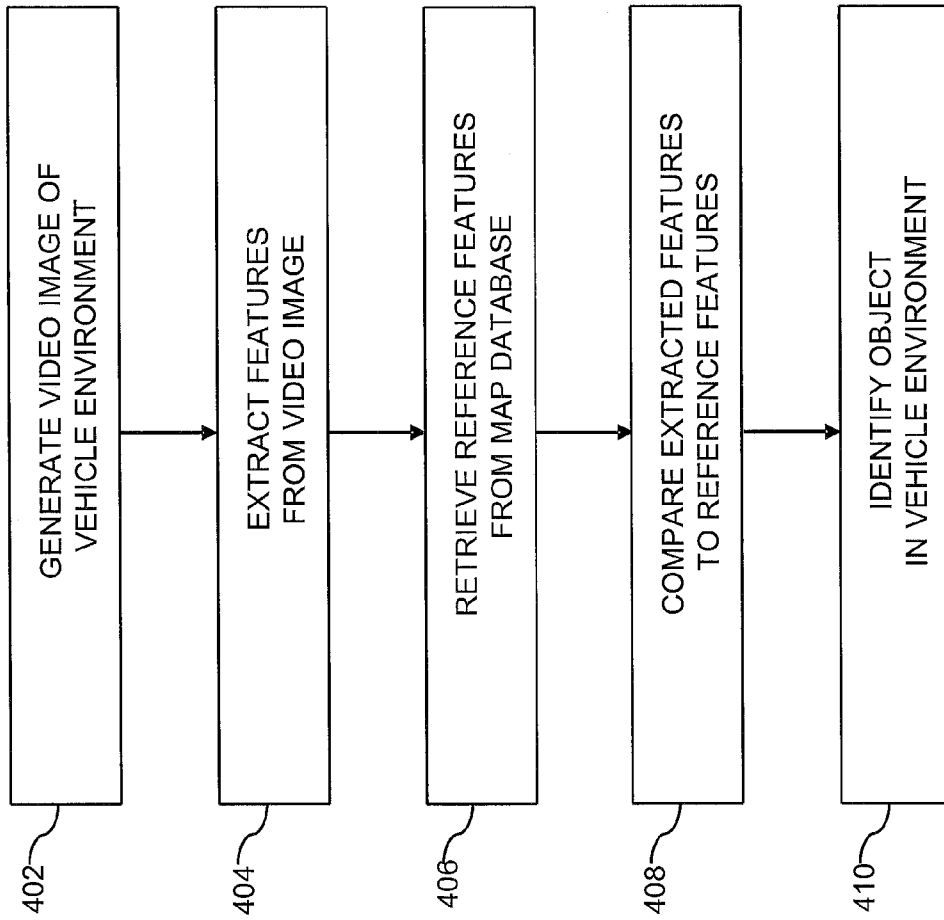 402
GENERATE VIDEO IMAGE OF
VEHICLE ENVIRONMENT
404
EXTRACT FEATURES
FROM VIDEO IMAGE
406
RETRIEVE REFERENCE FEATURES
FROM MAP DATABASE
408
COMPARE EXTRACTED FEATURES
TO REFERENCE FEATURES
410
IDENTIFY OBJECT
IN VEHICLE ENVIRONMENT